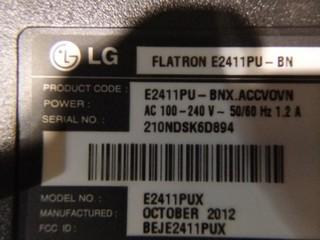 LG FLATRON E2411PU-BN
PRODUCT CODE : E2411PU-BNX.ACCVOVN
POWER : AC 100-240 V~ 50/60 Hz 1.2 A
SERIAL NO. : 210NDSK6D894
MODEL NO. : E2411PUX
MANUFACTURED : OCTOBER 2012
FCC ID : BEJE2411PUX